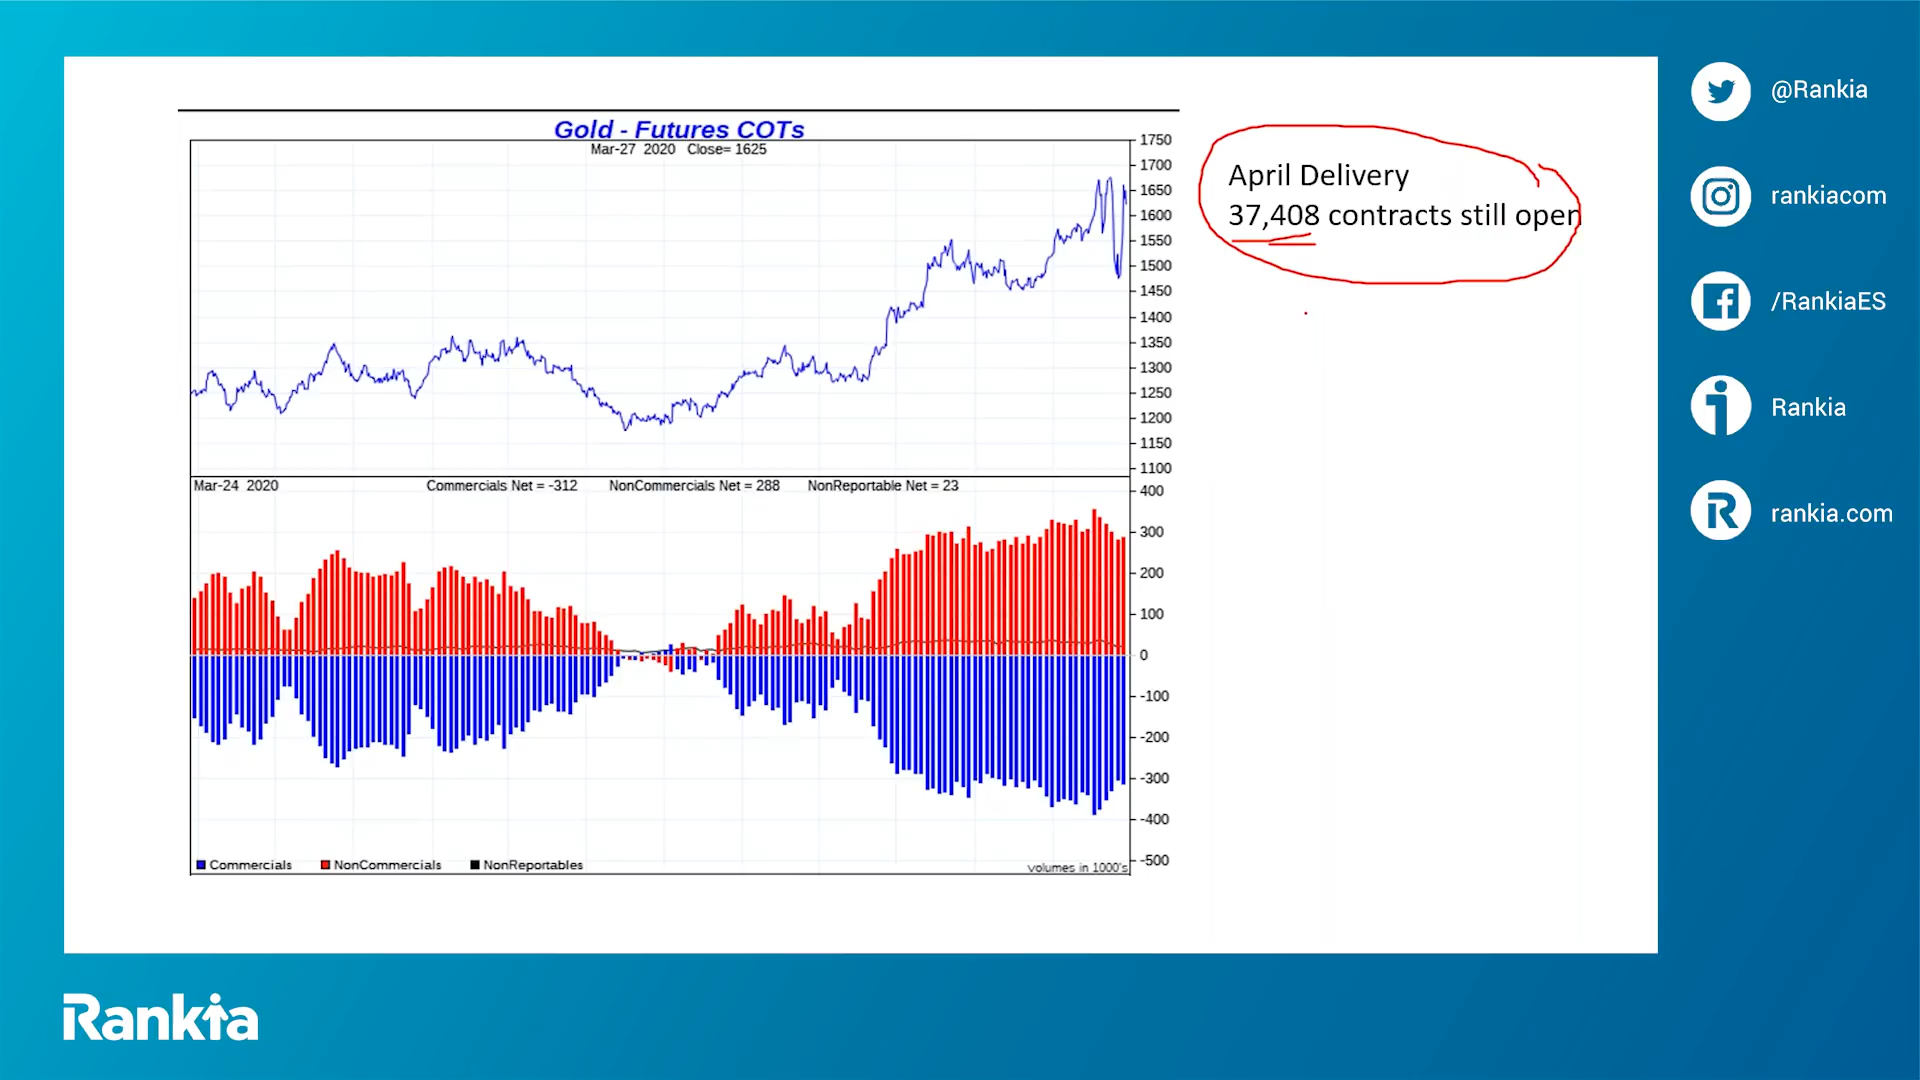 Gold - Futures COTs
Mar-27 2020 Close= 1625
1750
1700
1650
1600
1550
1500
1450
1400
1350
1300
1250
1200
1150
1100
Mar-24 2020 Commercials Net = -312 NonCommercials Net = 288 NonReportable Net = 23
400
300
200
100
0
-100
-200
-300
-400
-500
Commercials NonCommercials NonReportables
volumes in 1000's
April Delivery
37,408 contracts still open
@Rankia
rankiacom
/RankiaES
Rankia
rankia.com
Rankia